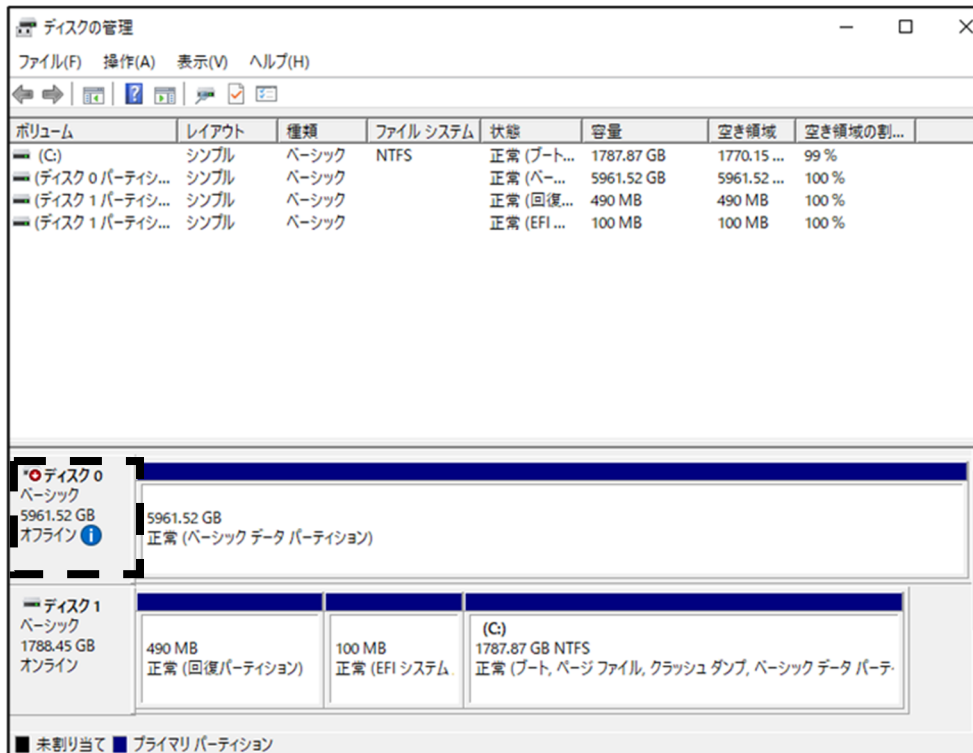 ディスクの管理
ファイル(F) 操作(A) 表示(V) ヘルプ(H)
ボリューム レイアウト 種類 ファイル システム 状態 容量 空き領域 空き領域の割...
(C:) シンプル ベーシック NTFS 正常 (ブート... 1787.87 GB 1770.15 ... 99 %
(ディスク 0 パーティシ... シンプル ベーシック 正常 (ベー... 5961.52 GB 5961.52 ... 100 %
(ディスク 1 パーティシ... シンプル ベーシック 正常 (回復... 490 MB 490 MB 100 %
(ディスク 1 パーティシ... シンプル ベーシック 正常 (EFI ... 100 MB 100 MB 100 %
*ディスク 0
ベーシック
5961.52 GB
オフライン
5961.52 GB
正常 (ベーシック データ パーティション)
ディスク 1
ベーシック
1788.45 GB
オンライン
490 MB
正常 (回復パーティション)
100 MB
正常 (EFI システム
(C:)
1787.87 GB NTFS
正常 (ブート, ページ ファイル, クラッシュ ダンプ, ベーシック データ パーテ
未割り当て プライマリ パーティション